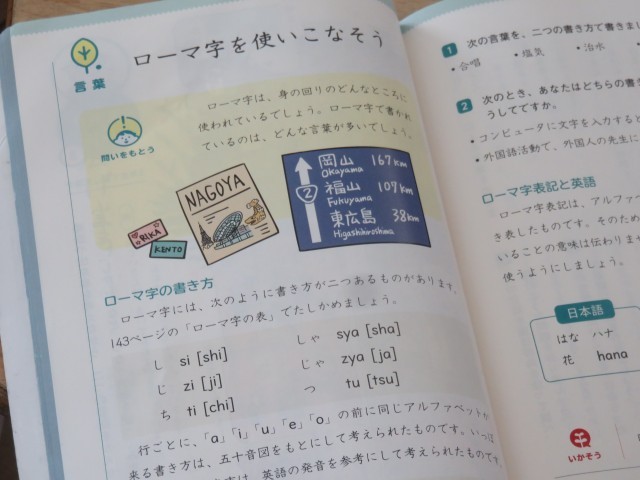 言葉
ローマ字を使いこなそう
問いをもとう
ローマ字は、身の回りのどんなところに
使われているでしょう。ローマ字で書かれ
ているのは、どんな言葉が多いでしょう。
RIKA
KENTO
NAGOYA
2
岡山 167km
Okayama
福山 107km
Fukuyama
東広島 38km
Higashihiroshima
ローマ字の書き方
ローマ字には、次のように書き方が二つあるものがあります。
143ページの「ローマ字の表」でたしかめましょう。
し si [shi]
じ zi [ji]
ち ti [chi]
しゃ sya [sha]
じゃ zya [ja]
つ tu [tsu]
行ごとに、「a」「i」「u」「e」「o」の前に同じアルファベットが
来る書き方は、五十音図をもとにして考えられたものです。いっぽ
英語の発音を参考にして考えられたものです
1 次の言葉を、二つの書き方で書きま
・合唱 ・塩気 ・治水
2 次のとき、あなたはどちらの書き
うしてですか。
・コンピュータに文字を入力すると
・外国語活動で、外国人の先生に
ローマ字表記と英語
ローマ字表記は、アルファベ
き表したものです。そのため
いることの意味は伝わりませ
使うようにしましょう。
日本語
はな ハナ
花 hana
いかそう